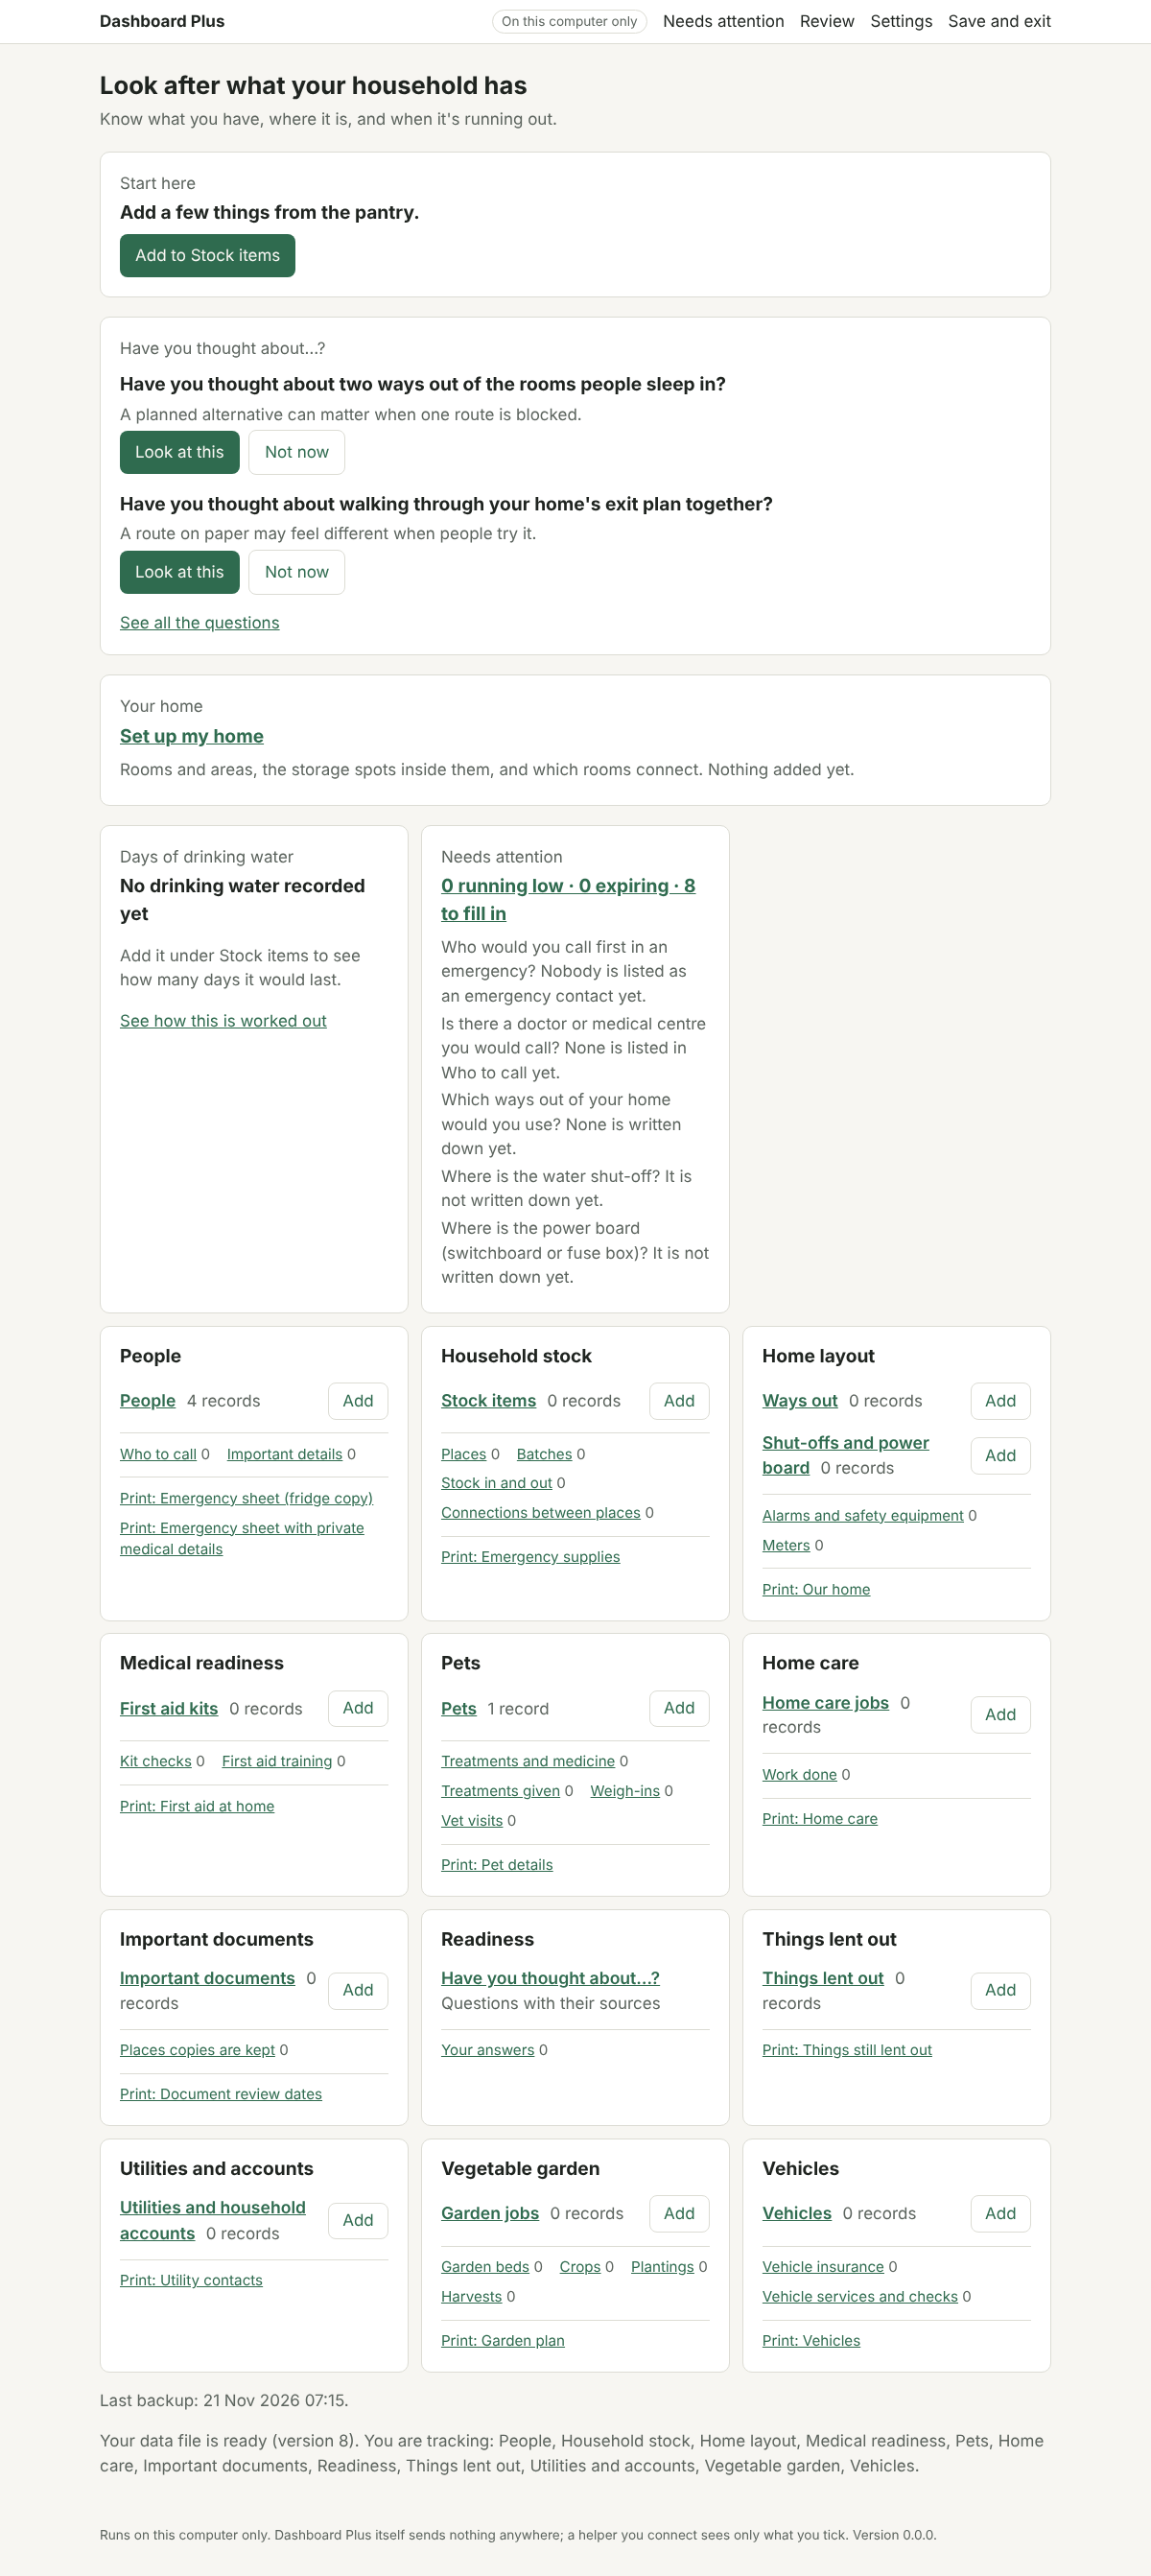 Dashboard Plus
On this computer only
Needs attention
Review
Settings
Save and exit
Look after what your household has
Know what you have, where it is, and when it's running out.
Start here
Add a few things from the pantry.
Add to Stock items
Have you thought about...?
Have you thought about two ways out of the rooms people sleep in?
A planned alternative can matter when one route is blocked.
Look at this
Not now
Have you thought about walking through your home's exit plan together?
A route on paper may feel different when people try it.
Look at this
Not now
See all the questions
Your home
Set up my home
Rooms and areas, the storage spots inside them, and which rooms connect. Nothing added yet.
Days of drinking water
No drinking water recorded
yet
Add it under Stock items to see
how many days it would last.
See how this is worked out
Needs attention
0 running low · 0 expiring · 8
to fill in
Who would you call first in an
emergency? Nobody is listed as
an emergency contact yet.
Is there a doctor or medical centre
you would call? None is listed in
Who to call yet.
Which ways out of your home
would you use? None is written
down yet.
Where is the water shut-off? It is
not written down yet.
Where is the power board
(switchboard or fuse box)? It is not
written down yet.
People
People 4 records
Add
Who to call 0 Important details 0
Print: Emergency sheet (fridge copy)
Print: Emergency sheet with private
medical details
Household stock
Stock items 0 records
Add
Places 0 Batches 0
Stock in and out 0
Connections between places 0
Print: Emergency supplies
Home layout
Ways out 0 records
Add
Shut-offs and power
board 0 records
Add
Alarms and safety equipment 0
Meters 0
Print: Our home
Medical readiness
First aid kits 0 records
Add
Kit checks 0 First aid training 0
Print: First aid at home
Pets
Pets 1 record
Add
Treatments and medicine 0
Treatments given 0 Weigh-ins 0
Vet visits 0
Print: Pet details
Home care
Home care jobs 0
records
Add
Work done 0
Print: Home care
Important documents
Important documents 0
records
Add
Places copies are kept 0
Print: Document review dates
Readiness
Have you thought about...?
Questions with their sources
Your answers 0
Things lent out
Things lent out 0
records
Add
Print: Things still lent out
Utilities and accounts
Utilities and household
accounts 0 records
Add
Print: Utility contacts
Vegetable garden
Garden jobs 0 records
Add
Garden beds 0 Crops 0 Plantings 0
Harvests 0
Print: Garden plan
Vehicles
Vehicles 0 records
Add
Vehicle insurance 0
Vehicle services and checks 0
Print: Vehicles
Last backup: 21 Nov 2026 07:15.
Your data file is ready (version 8). You are tracking: People, Household stock, Home layout, Medical readiness, Pets, Home
care, Important documents, Readiness, Things lent out, Utilities and accounts, Vegetable garden, Vehicles.
Runs on this computer only. Dashboard Plus itself sends nothing anywhere; a helper you connect sees only what you tick. Version 0.0.0.